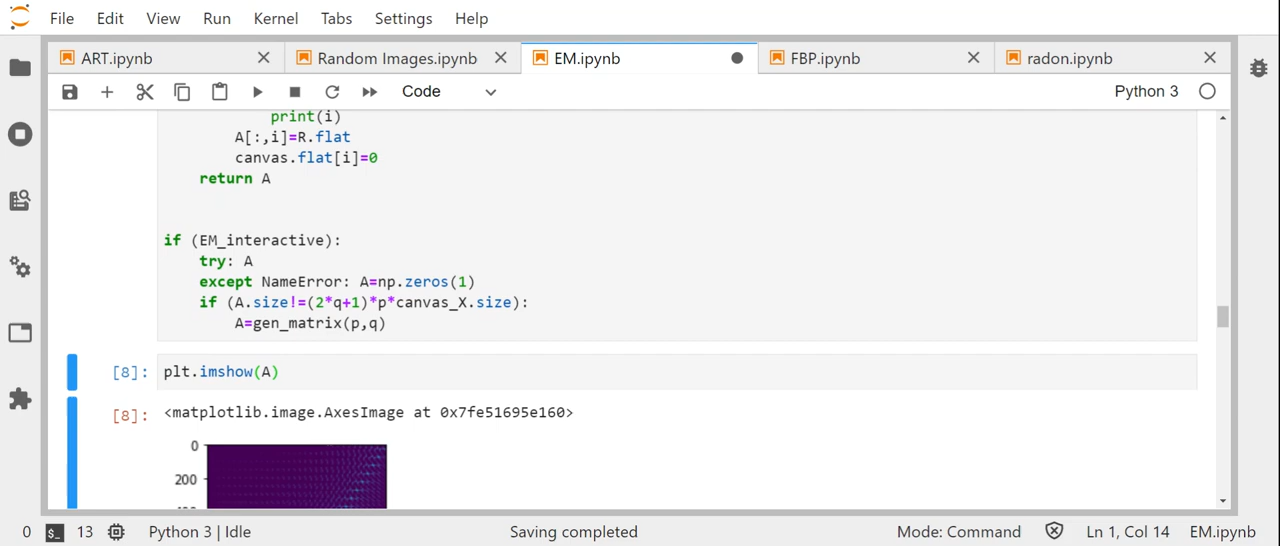 File Edit View Run Kernel Tabs Settings Help
ART.ipynb Random Images.ipynb EM.ipynb FBP.ipynb radon.ipynb
Code Python 3
print(i)
A[:,i]=R.flat
canvas.flat[i]=0
return A
if (EM_interactive):
try: A
except NameError: A=np.zeros(1)
if (A.size!=(2*q+1)*p*canvas_X.size):
A=gen_matrix(p,q)
[8]: plt.imshow(A)
[8]: <matplotlib.image.AxesImage at 0x7fe51695e160>
0
200
0 $_ 13 Python 3 | Idle Saving completed Mode: Command Ln 1, Col 14 EM.ipynb